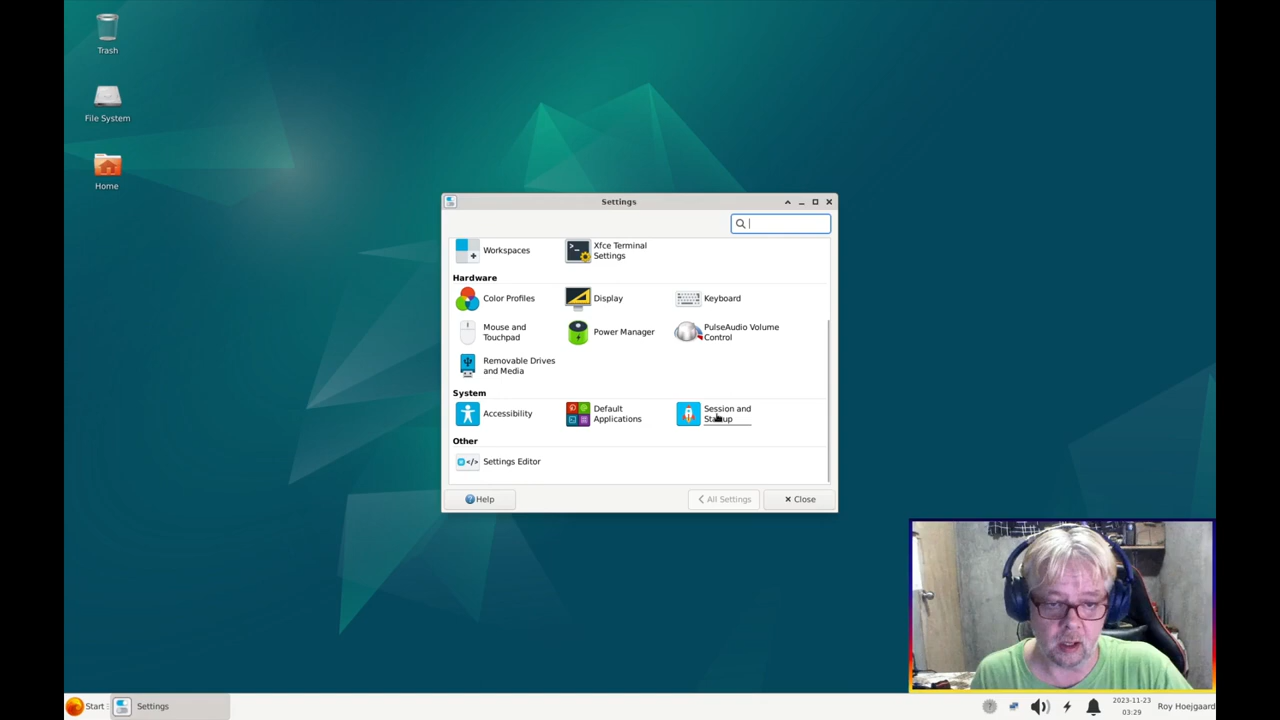 Trash
File System
Home
Settings
Workspaces
Xfce Terminal
Settings
Hardware
Color Profiles
Display
Keyboard
Mouse and
Touchpad
Power Manager
PulseAudio Volume
Control
Removable Drives
and Media
System
Accessibility
Default
Applications
Session and
Startup
Other
Settings Editor
Help
All Settings
Close
Start
Settings
2023-11-23
03:29
Roy Hoejgaard